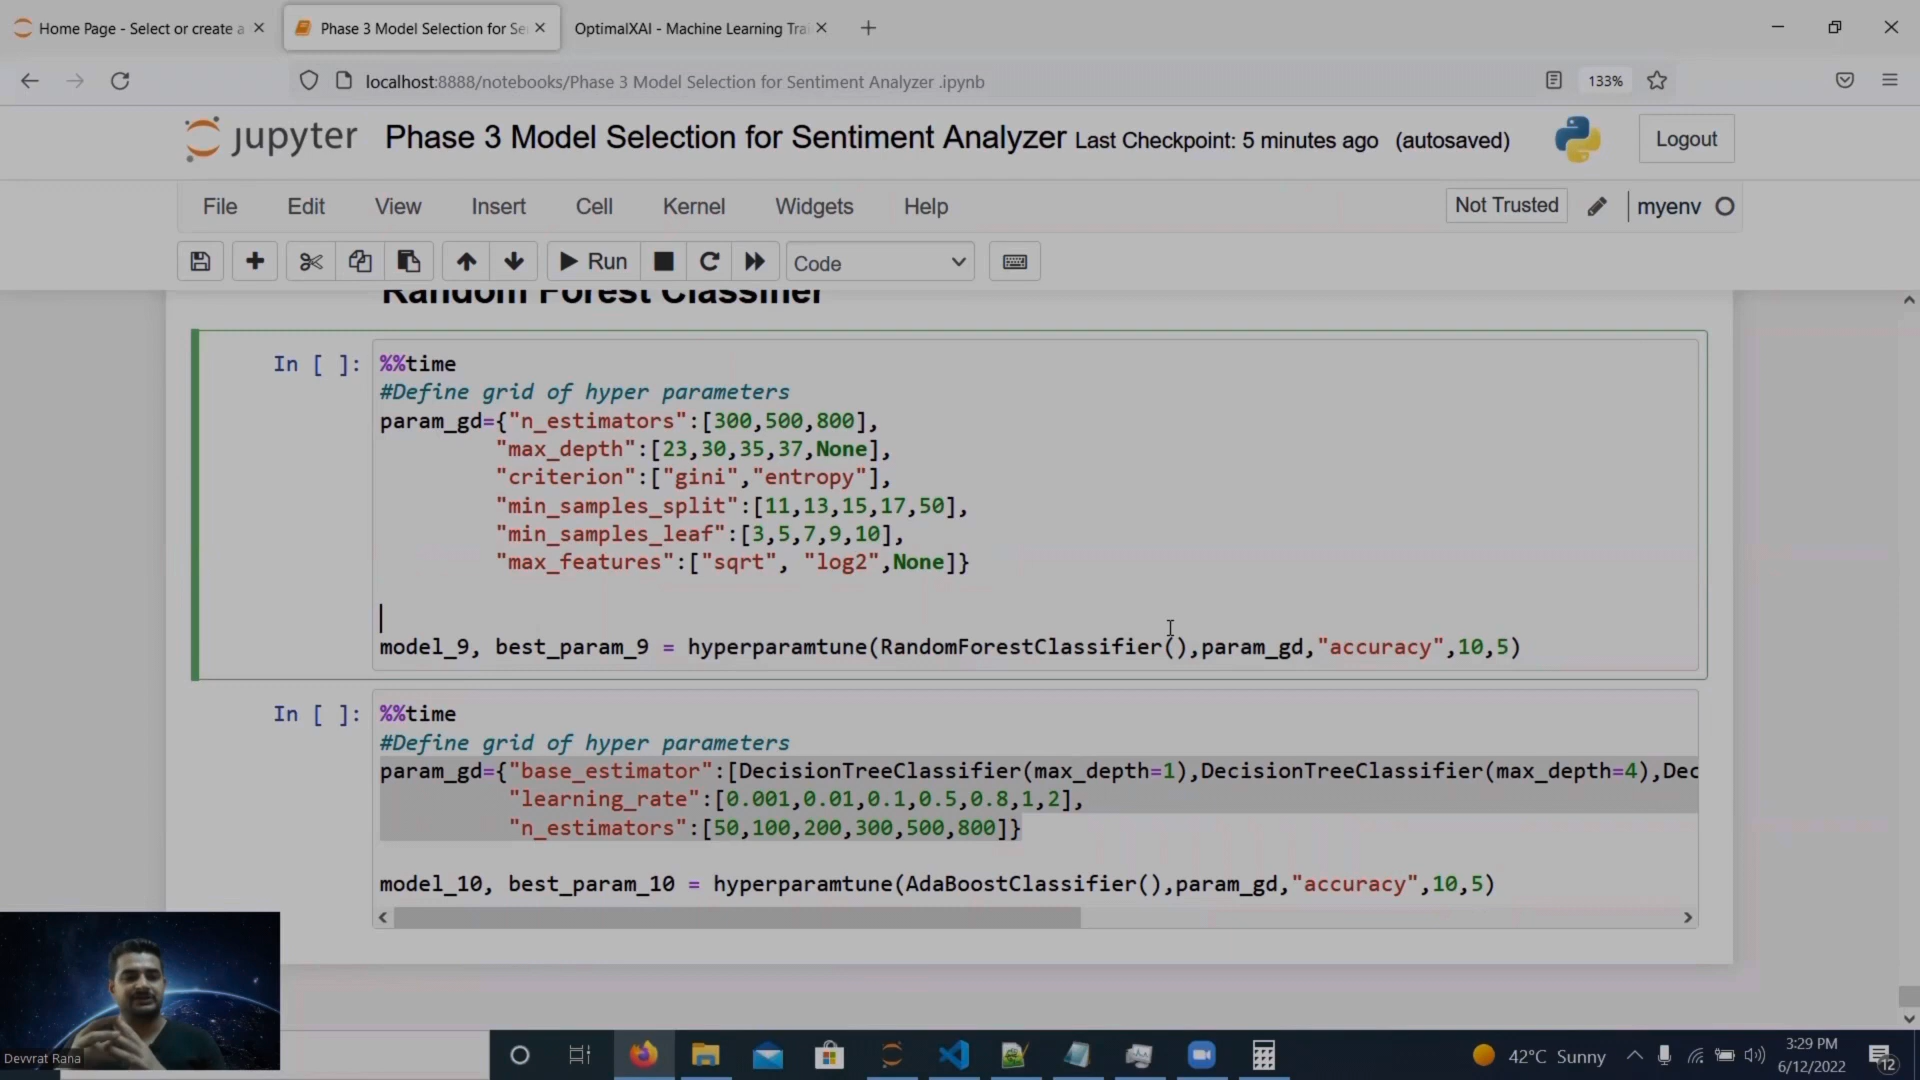 Home Page - Select or create a
Phase 3 Model Selection for Se
OptimalXAI - Machine Learning Trai
localhost:8888/notebooks/Phase 3 Model Selection for Sentiment Analyzer .ipynb
133%
jupyter Phase 3 Model Selection for Sentiment Analyzer Last Checkpoint: 5 minutes ago (autosaved)
Logout
File Edit View Insert Cell Kernel Widgets Help
Not Trusted
myenv
Run
Code
Random Forest Classifier
In [ ]:
%%time
#Define grid of hyper parameters
param_gd={"n_estimators":[300,500,800],
"max_depth":[23,30,35,37,None],
"criterion":["gini","entropy"],
"min_samples_split":[11,13,15,17,50],
"min_samples_leaf":[3,5,7,9,10],
"max_features":["sqrt", "log2",None]}
model_9, best_param_9 = hyperparamtune(RandomForestClassifier(),param_gd,"accuracy",10,5)
In [ ]:
%%time
#Define grid of hyper parameters
param_gd={"base_estimator":[DecisionTreeClassifier(max_depth=1),DecisionTreeClassifier(max_depth=4),Dec
"learning_rate":[0.001,0.01,0.1,0.5,0.8,1,2],
"n_estimators":[50,100,200,300,500,800]}
model_10, best_param_10 = hyperparamtune(AdaBoostClassifier(),param_gd,"accuracy",10,5)
Devvrat Rana
42°C Sunny
3:29 PM
6/12/2022
12